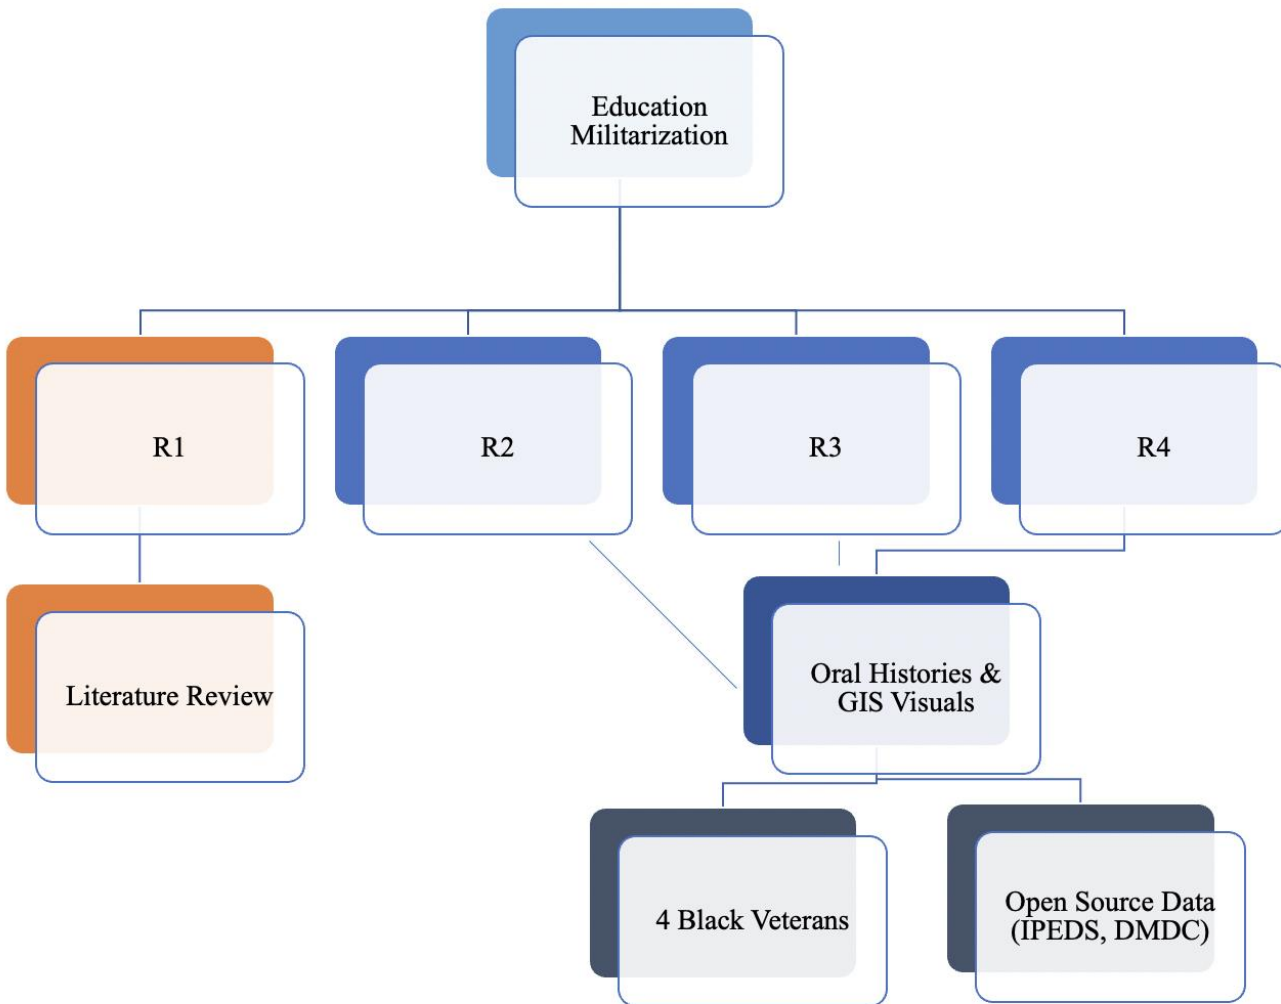 Education
Militarization
R1
R2
R3
R4
Literature Review
Oral Histories &
GIS Visuals
4 Black Veterans
Open Source Data
(IPEDS, DMDC)